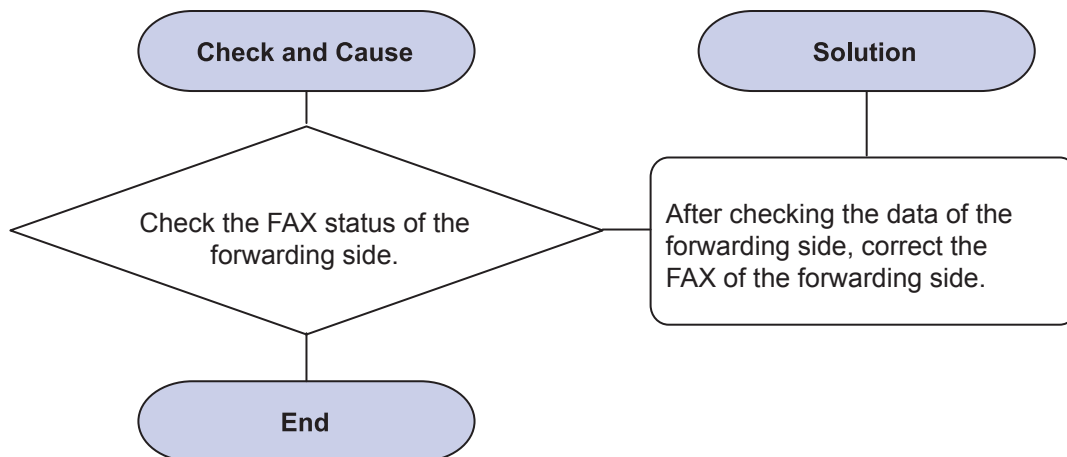 Check and Cause
Solution
Check the FAX status of the
forwarding side.
After checking the data of the
forwarding side, correct the
FAX of the forwarding side.
End